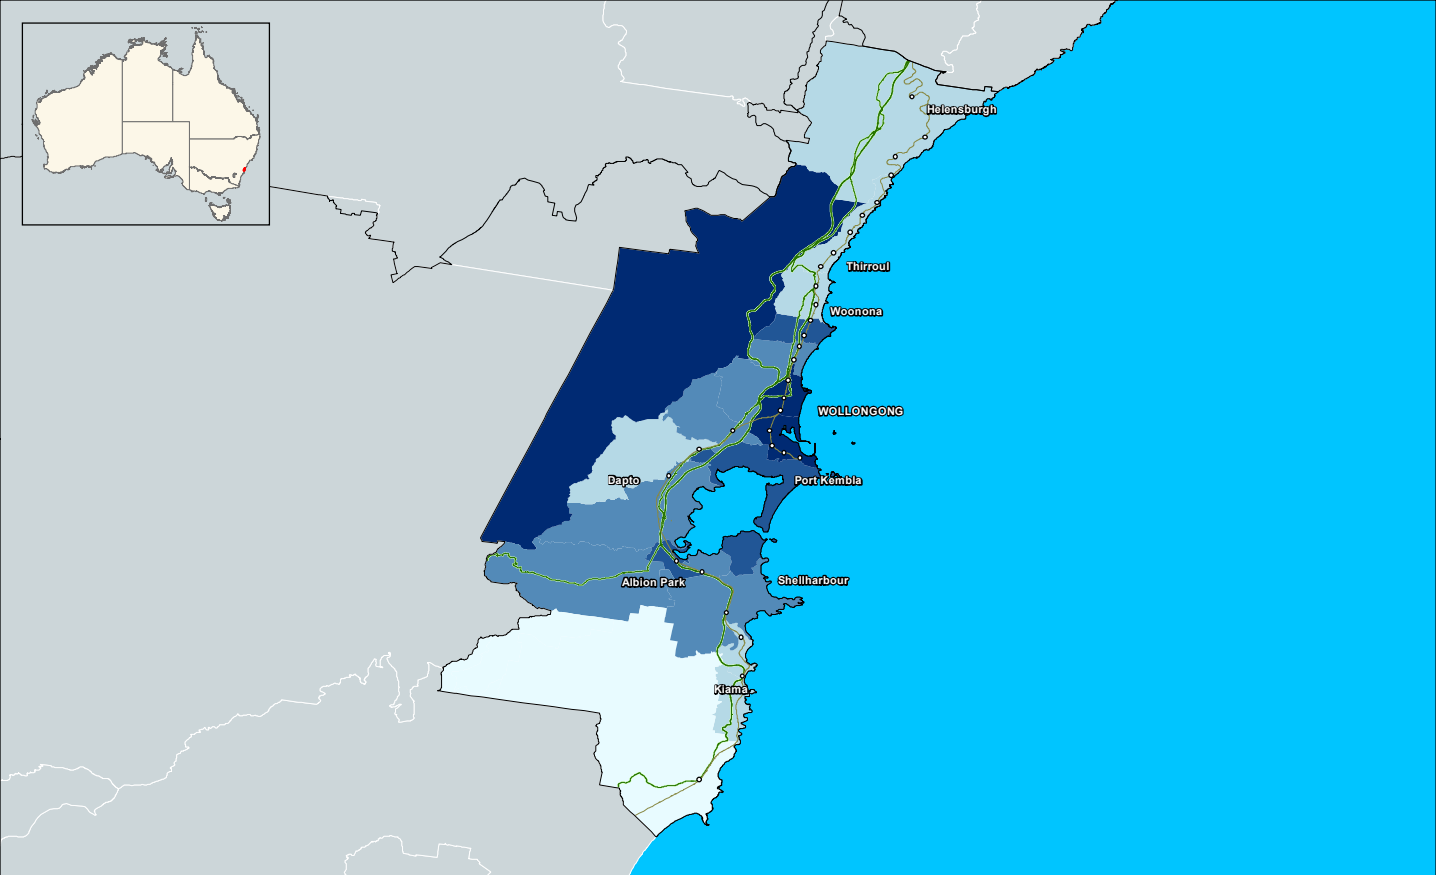 Helensburgh
Thirroul
Woonona
WOLLONGONG
Dapto
Port Kembla
Albion Park
Shellharbour
Kiama